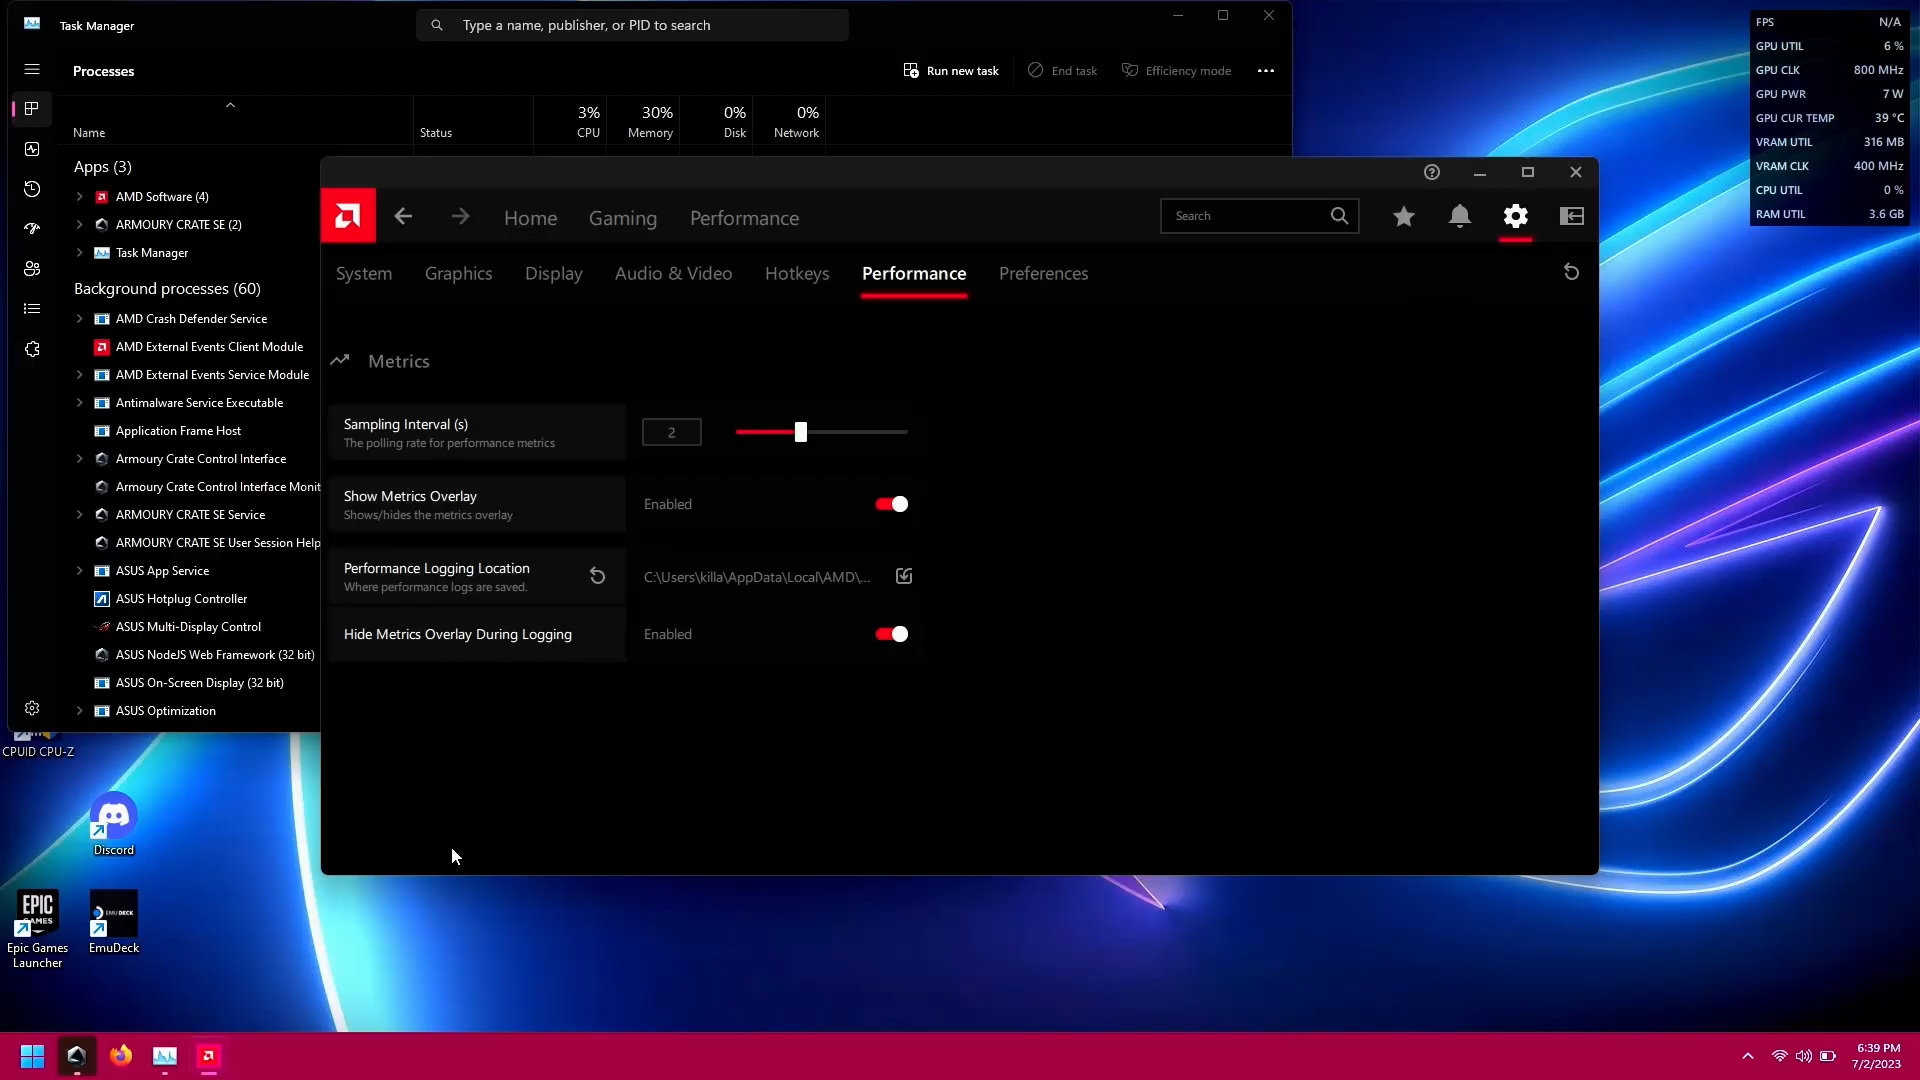 Task Manager
Type a name, publisher, or PID to search
Processes
Run new task
End task
Efficiency mode
3% 30% 0% 0%
Name Status CPU Memory Disk Network
Apps (3)
AMD Software (4)
ARMOURY CRATE SE (2)
Task Manager
Background processes (60)
AMD Crash Defender Service
AMD External Events Client Module
AMD External Events Service Module
Antimalware Service Executable
Application Frame Host
Armoury Crate Control Interface
Armoury Crate Control Interface Monit
ARMOURY CRATE SE Service
ARMOURY CRATE SE User Session Help
ASUS App Service
ASUS Hotplug Controller
ASUS Multi-Display Control
ASUS NodeJS Web Framework (32 bit)
ASUS On-Screen Display (32 bit)
ASUS Optimization
Home Gaming Performance
Search
System Graphics Display Audio & Video Hotkeys Performance Preferences
Metrics
Sampling Interval (s)
The polling rate for performance metrics
2
Show Metrics Overlay
Shows/hides the metrics overlay
Enabled
Performance Logging Location
Where performance logs are saved.
C:\Users\killa\AppData\Local\AMD\...
Hide Metrics Overlay During Logging
Enabled
FPS N/A
GPU UTIL 6 %
GPU CLK 800 MHz
GPU PWR 7 W
GPU CUR TEMP 39 °C
VRAM UTIL 316 MB
VRAM CLK 400 MHz
CPU UTIL 0 %
RAM UTIL 3.6 GB
CPUID CPU-Z
Discord
EPIC
GAMES
Epic Games
Launcher
EMU DECK
EmuDeck
6:39 PM
7/2/2023